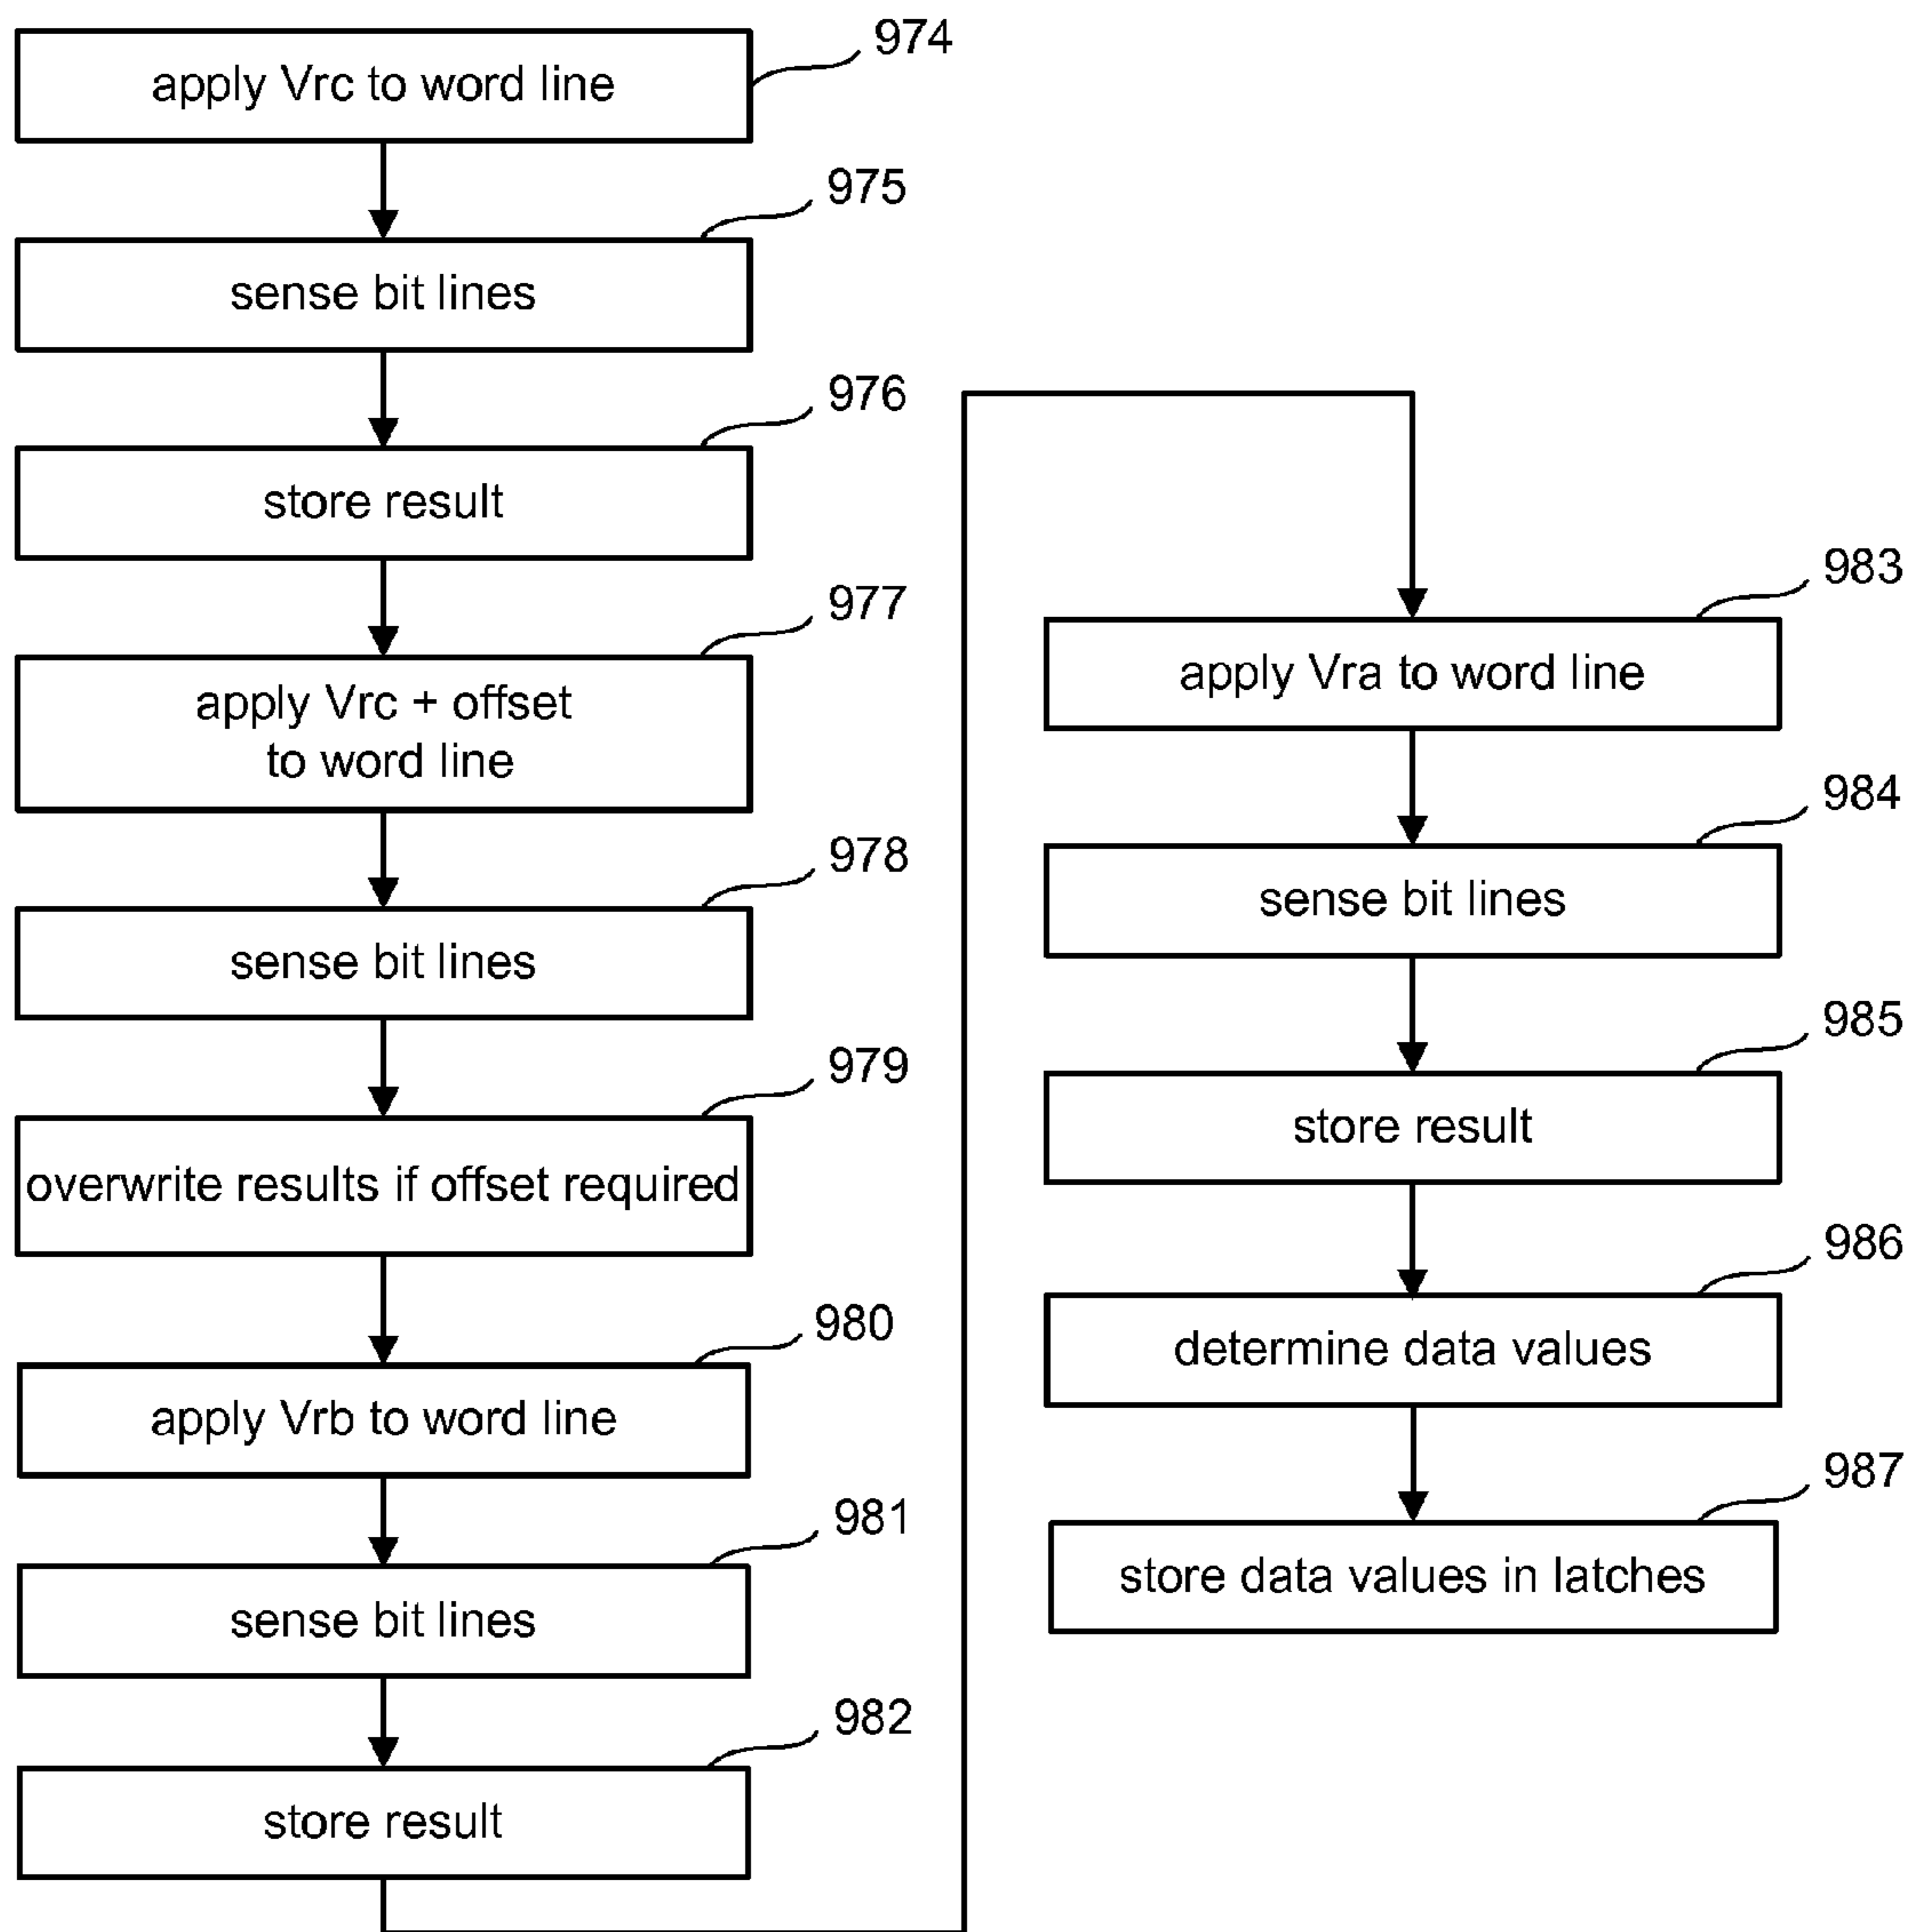 974
apply Vrc to word line
975
sense bit lines
976
store result
977
apply Vrc + offset
to word line
978
sense bit lines
979
overwrite results if offset required
980
apply Vrb to word line
981
sense bit lines
982
store result
983
apply Vra to word line
984
sense bit lines
985
store result
986
determine data values
987
store data values in latches